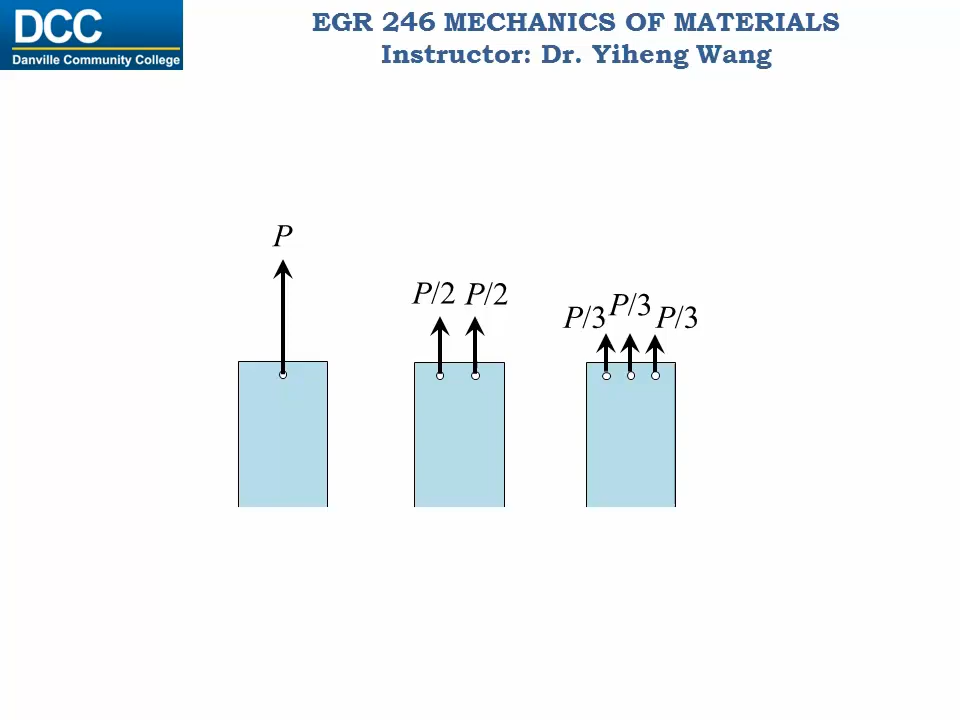 DCC
Danville Community College
EGR 246 MECHANICS OF MATERIALS
Instructor: Dr. Yiheng Wang
P
P/2 P/2
P/3 P/3 P/3